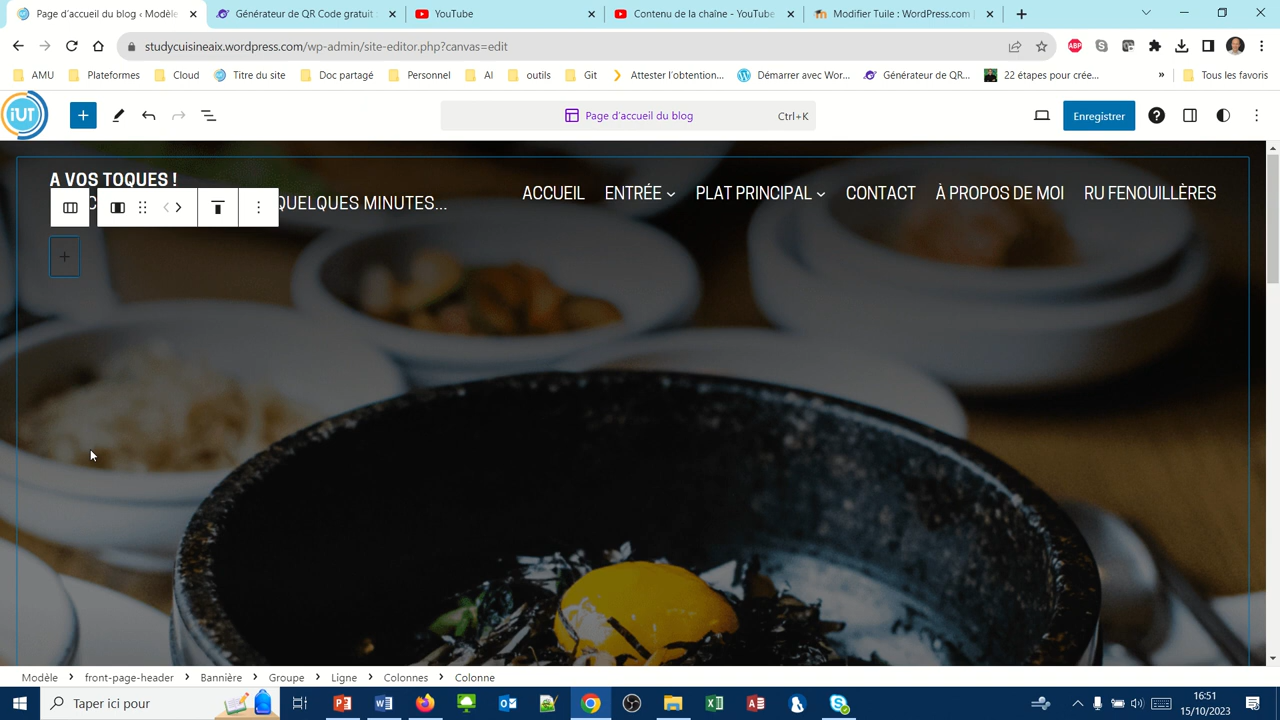 Page d'accueil du blog ‹ Modèle
Générateur de QR Code gratuit
YouTube
Contenu de la chaîne - YouTube
Modifier Tuile : WordPress.com
studycuisineaix.wordpress.com/wp-admin/site-editor.php?canvas=edit
ABP
AMU
Plateformes
Cloud
Titre du site
Doc partagé
Personnel
AI
outils
Git
Attester l'obtention...
Démarrer avec Wor...
Générateur de QR...
22 étapes pour crée...
»
Tous les favoris
iUT
Page d'accueil du blog
Ctrl+K
Enregistrer
A VOS TOQUES !
QUELQUES MINUTES...
ACCUEIL
ENTRÉE
PLAT PRINCIPAL
CONTACT
À PROPOS DE MOI
RU FENOUILLÈRES
Modèle
front-page-header
Bannière
Groupe
Ligne
Colonnes
Colonne
Taper ici pour
16:51
15/10/2023